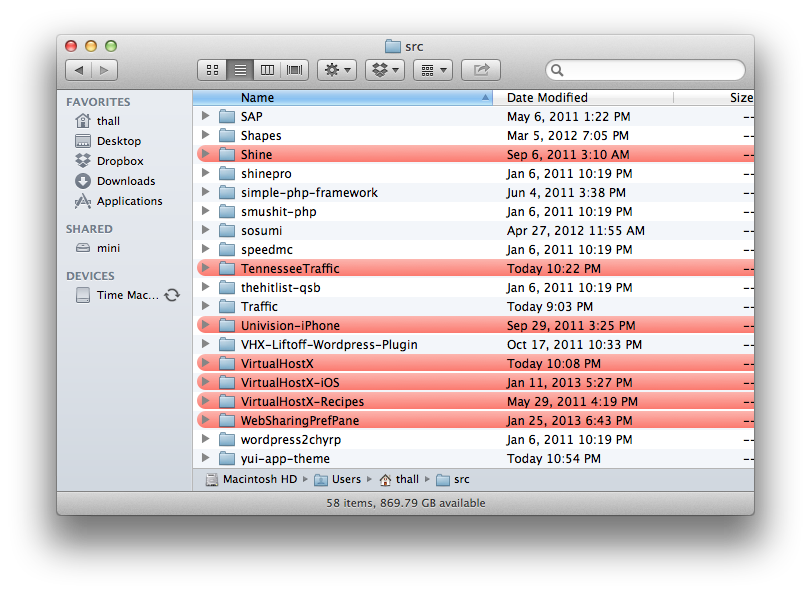 src
FAVORITES
thall
Desktop
Dropbox
Downloads
Applications
SHARED
mini
DEVICES
Time Mac...
Name Date Modified Size
SAP May 6, 2011 1:22 PM --
Shapes Mar 5, 2012 7:05 PM --
Shine Sep 6, 2011 3:10 AM --
shinepro Jan 6, 2011 10:19 PM --
simple-php-framework Jun 4, 2011 3:38 PM --
smushit-php Jan 6, 2011 10:19 PM --
sosumi Apr 27, 2012 11:55 AM --
speedmc Jan 6, 2011 10:19 PM --
TennesseeTraffic Today 10:22 PM --
thehitlist-qsb Jan 6, 2011 10:19 PM --
Traffic Today 9:03 PM --
Univision-iPhone Sep 29, 2011 3:25 PM --
VHX-Liftoff-Wordpress-Plugin Oct 17, 2011 10:33 PM --
VirtualHostX Today 10:08 PM --
VirtualHostX-iOS Jan 11, 2013 5:27 PM --
VirtualHostX-Recipes May 29, 2011 4:19 PM --
WebSharingPrefPane Jan 25, 2013 6:43 PM --
wordpress2chyrp Jan 6, 2011 10:19 PM --
yui-app-theme Today 10:54 PM --
Macintosh HD ▸ Users ▸ thall ▸ src
58 items, 869.79 GB available